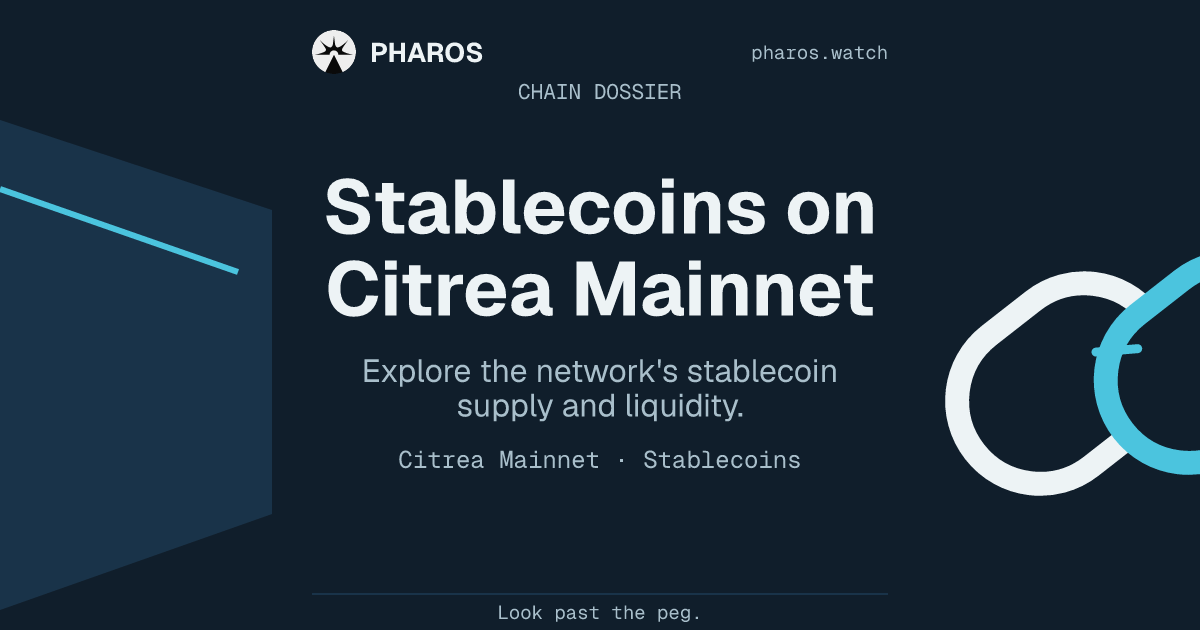 PHAROS
pharos.watch
CHAIN DOSSIER
Stablecoins on
Citrea Mainnet
Explore the network's stablecoin
supply and liquidity.
Citrea Mainnet · Stablecoins
Look past the peg.